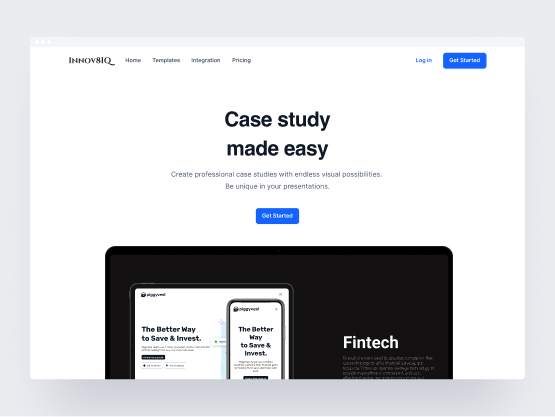 INNOV8IQ
Home Templates Integration Pricing
Log in
Get Started
Case study
made easy
Create professional case studies with endless visual possibilities.
Be unique in your presentations.
Get Started
piggyvest
The Better Way
to Save &
Invest.
piggyvest
The Better
Way
to Save &
Invest.
Fintech